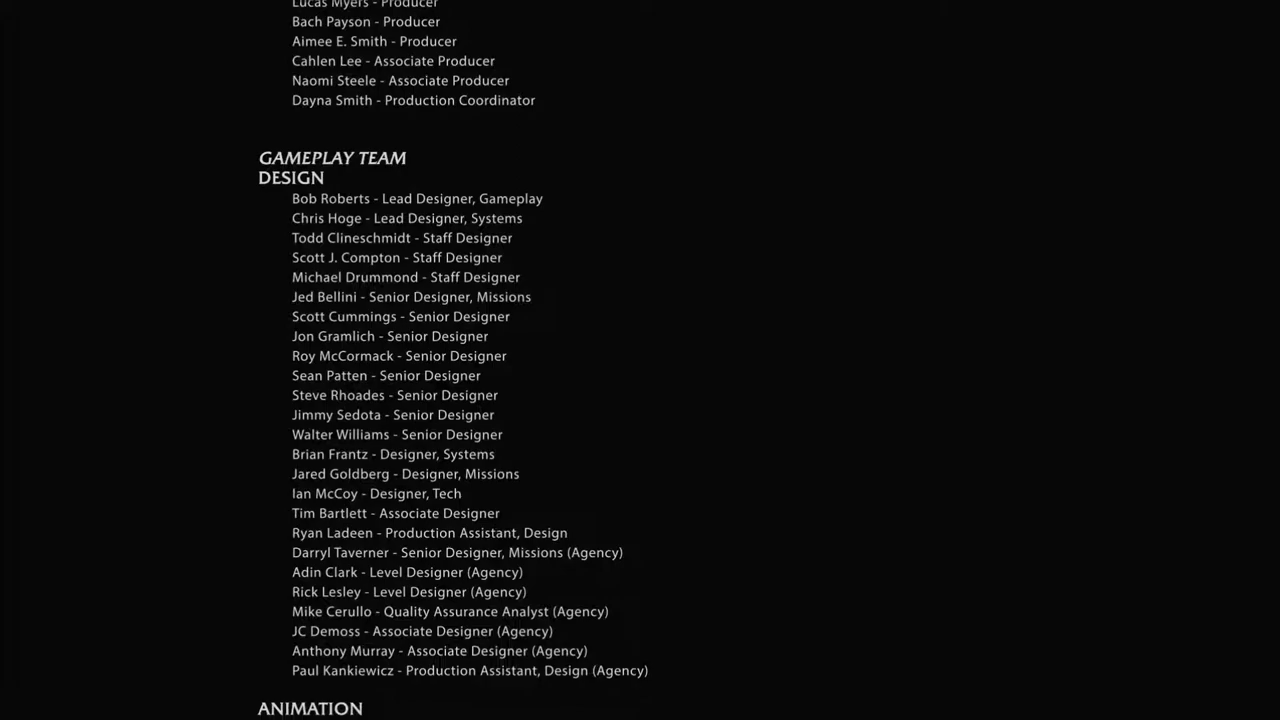 Lucas Myers - Producer
Bach Payson - Producer
Aimee E. Smith - Producer
Cahlen Lee - Associate Producer
Naomi Steele - Associate Producer
Dayna Smith - Production Coordinator
GAMEPLAY TEAM
DESIGN
Bob Roberts - Lead Designer, Gameplay
Chris Hoge - Lead Designer, Systems
Todd Clineschmidt - Staff Designer
Scott J. Compton - Staff Designer
Michael Drummond - Staff Designer
Jed Bellini - Senior Designer, Missions
Scott Cummings - Senior Designer
Jon Gramlich - Senior Designer
Roy McCormack - Senior Designer
Sean Patten - Senior Designer
Steve Rhoades - Senior Designer
Jimmy Sedota - Senior Designer
Walter Williams - Senior Designer
Brian Frantz - Designer, Systems
Jared Goldberg - Designer, Missions
Ian McCoy - Designer, Tech
Tim Bartlett - Associate Designer
Ryan Ladeen - Production Assistant, Design
Darryl Taverner - Senior Designer, Missions (Agency)
Adin Clark - Level Designer (Agency)
Rick Lesley - Level Designer (Agency)
Mike Cerullo - Quality Assurance Analyst (Agency)
JC Demoss - Associate Designer (Agency)
Anthony Murray - Associate Designer (Agency)
Paul Kankiewicz - Production Assistant, Design (Agency)
ANIMATION